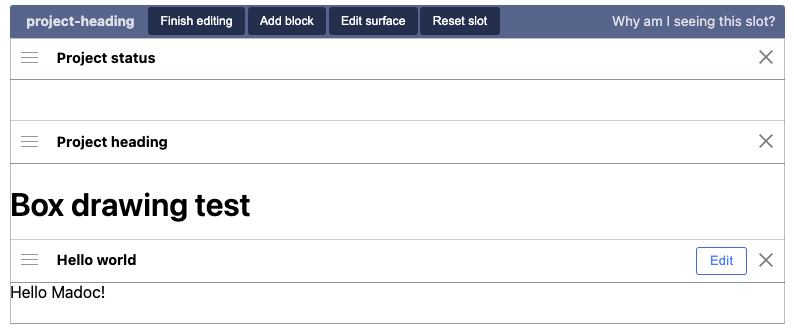 project-heading Finish editing Add block Edit surface Reset slot Why am I seeing this slot?
Project status
Project heading
Box drawing test
Hello world Edit
Hello Madoc!